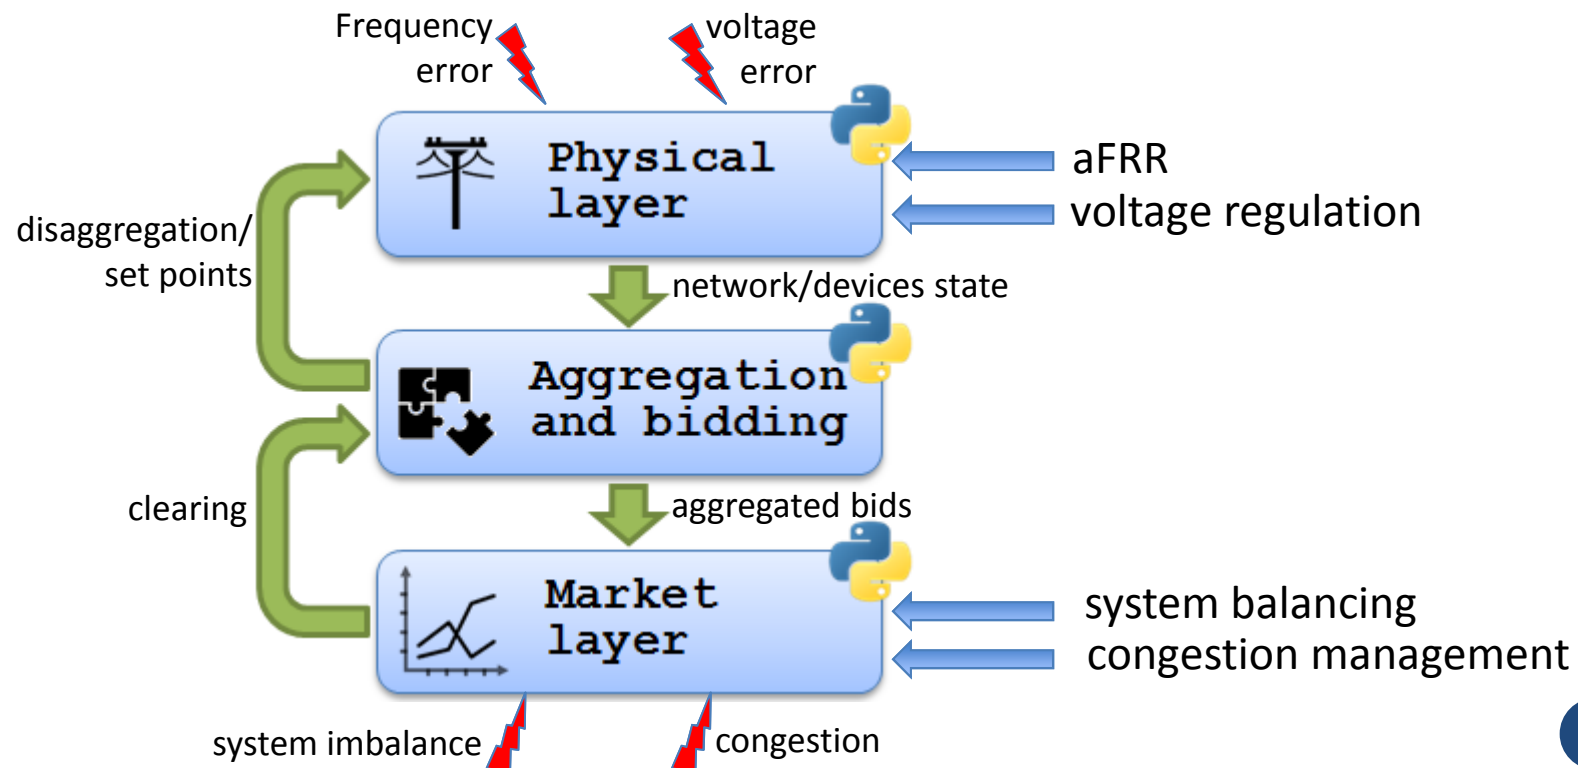 Frequency
error
voltage
error
Physical
layer
aFRR
voltage regulation
disaggregation/
set points
network/devices state
Aggregation
and bidding
clearing
aggregated bids
Market
layer
system balancing
congestion management
system imbalance
congestion